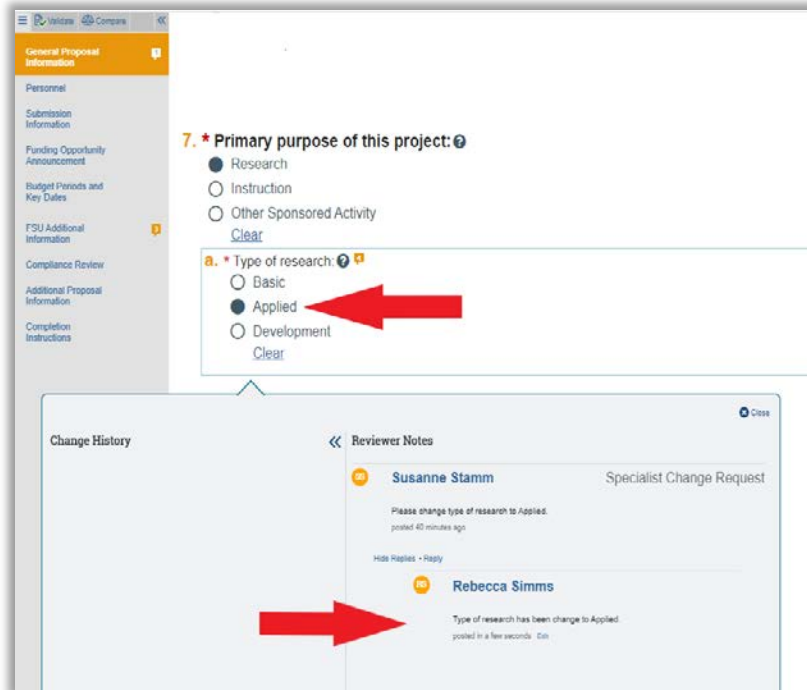 Validate Compare
General Proposal
Information
Personnel
Submission
Information
Funding Opportunity
Announcement
Budget Periods and
Key Dates
FSU Additional
Information
Compliance Review
Additional Proposal
Information
Completion
Instructions
7. * Primary purpose of this project:
Research
Instruction
Other Sponsored Activity
Clear
a. * Type of research:
Basic
Applied
Development
Clear
Close
Change History
Reviewer Notes
Susanne Stamm
Specialist Change Request
Please change type of research to Applied.
posted 40 minutes ago
Hide Replies • Reply
Rebecca Simms
Type of research has been change to Applied.
posted in a few seconds Edit